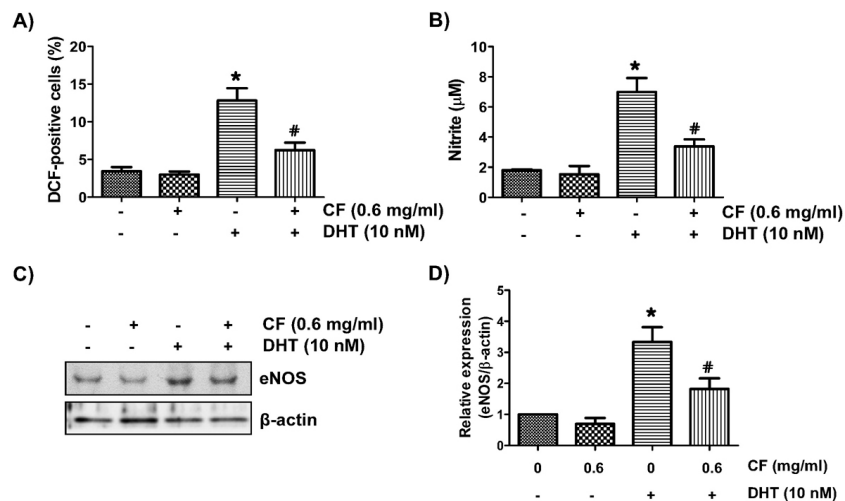 A)
DCF-positive cells (%)
20
15
10
5
0
*
#
- + - + CF (0.6 mg/ml)
- - + + DHT (10 nM)
B)
Nitrite (μM)
8
6
4
2
0
*
#
- + - + CF (0.6 mg/ml)
- - + + DHT (10 nM)
C)
- + - + CF (0.6 mg/ml)
- - + + DHT (10 nM)
eNOS
β-actin
D)
Relative expression
(eNOS/β-actin)
5
4
3
2
1
0
*
#
0 0.6 0 0.6 CF (mg/ml)
- - + + DHT (10 nM)